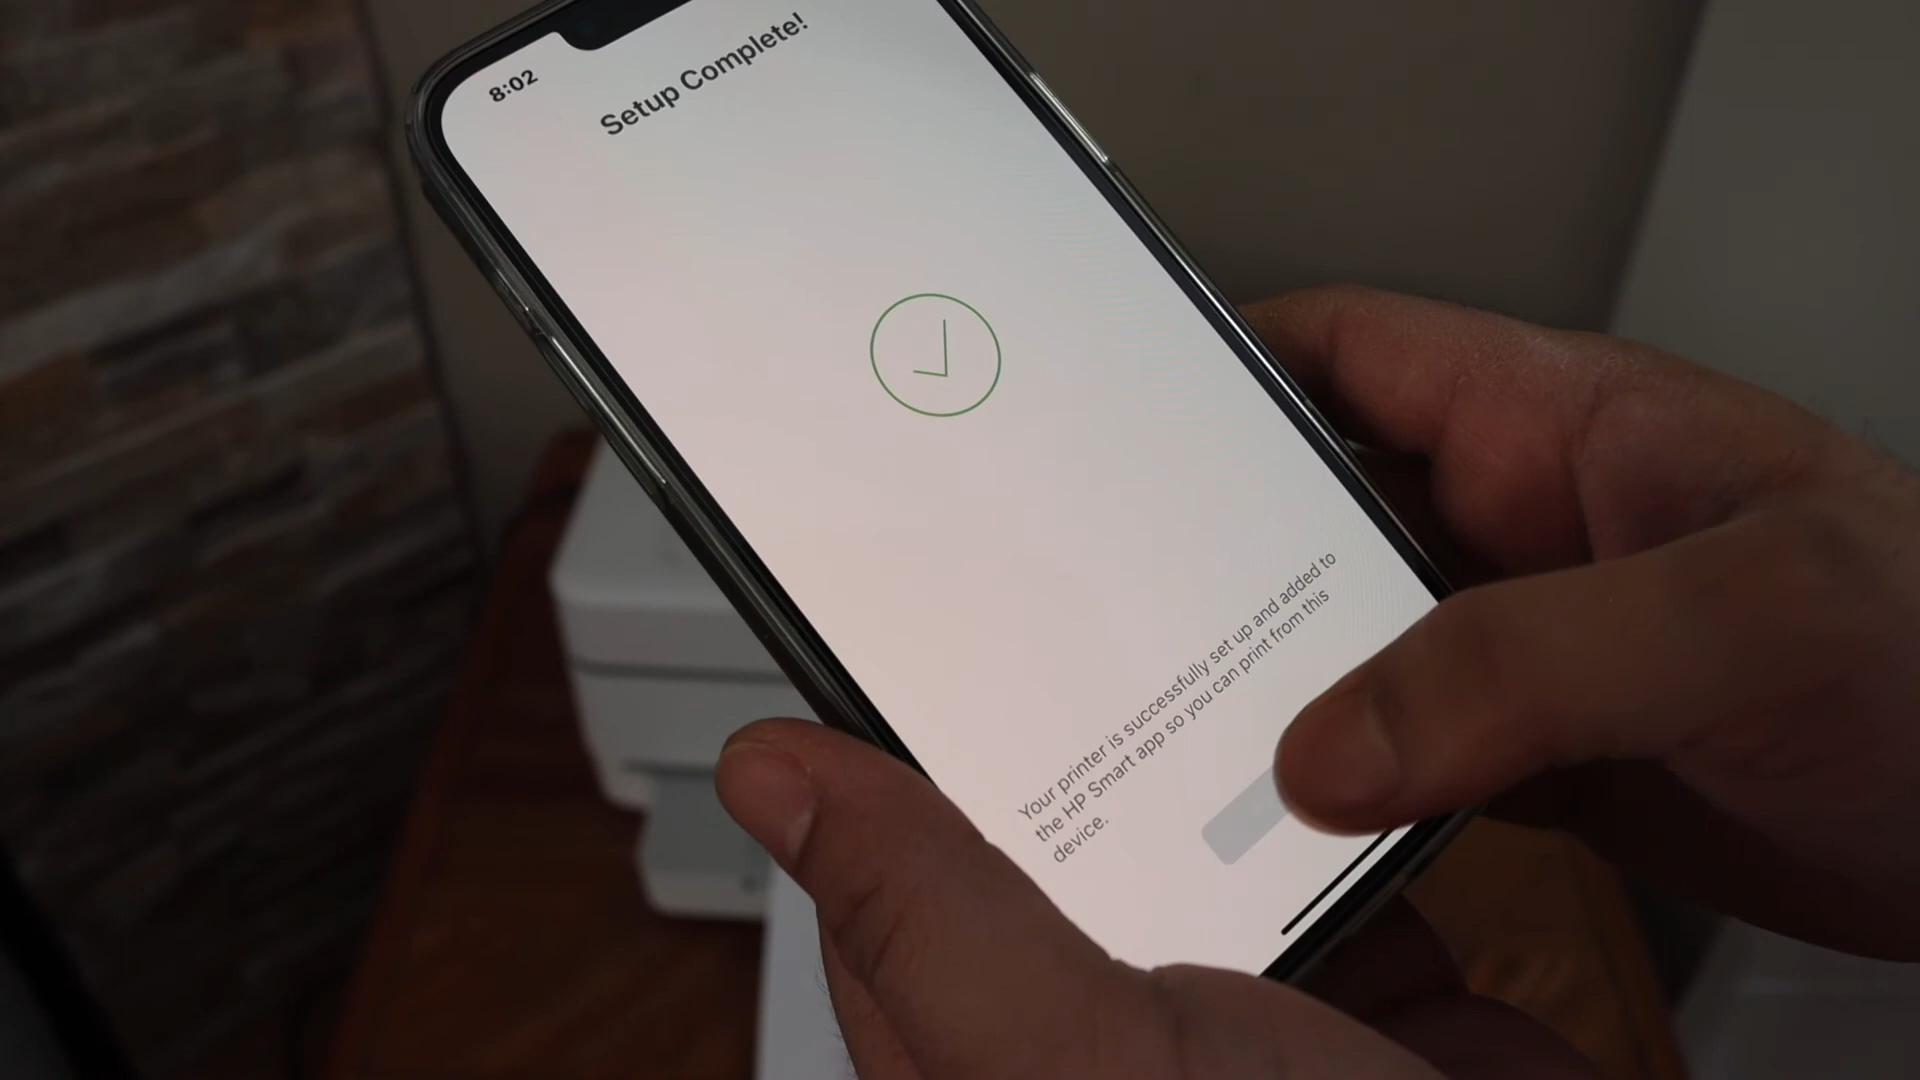 8:02
Setup Complete!
Your printer is successfully set up and added to
the HP Smart app so you can print from this
device.